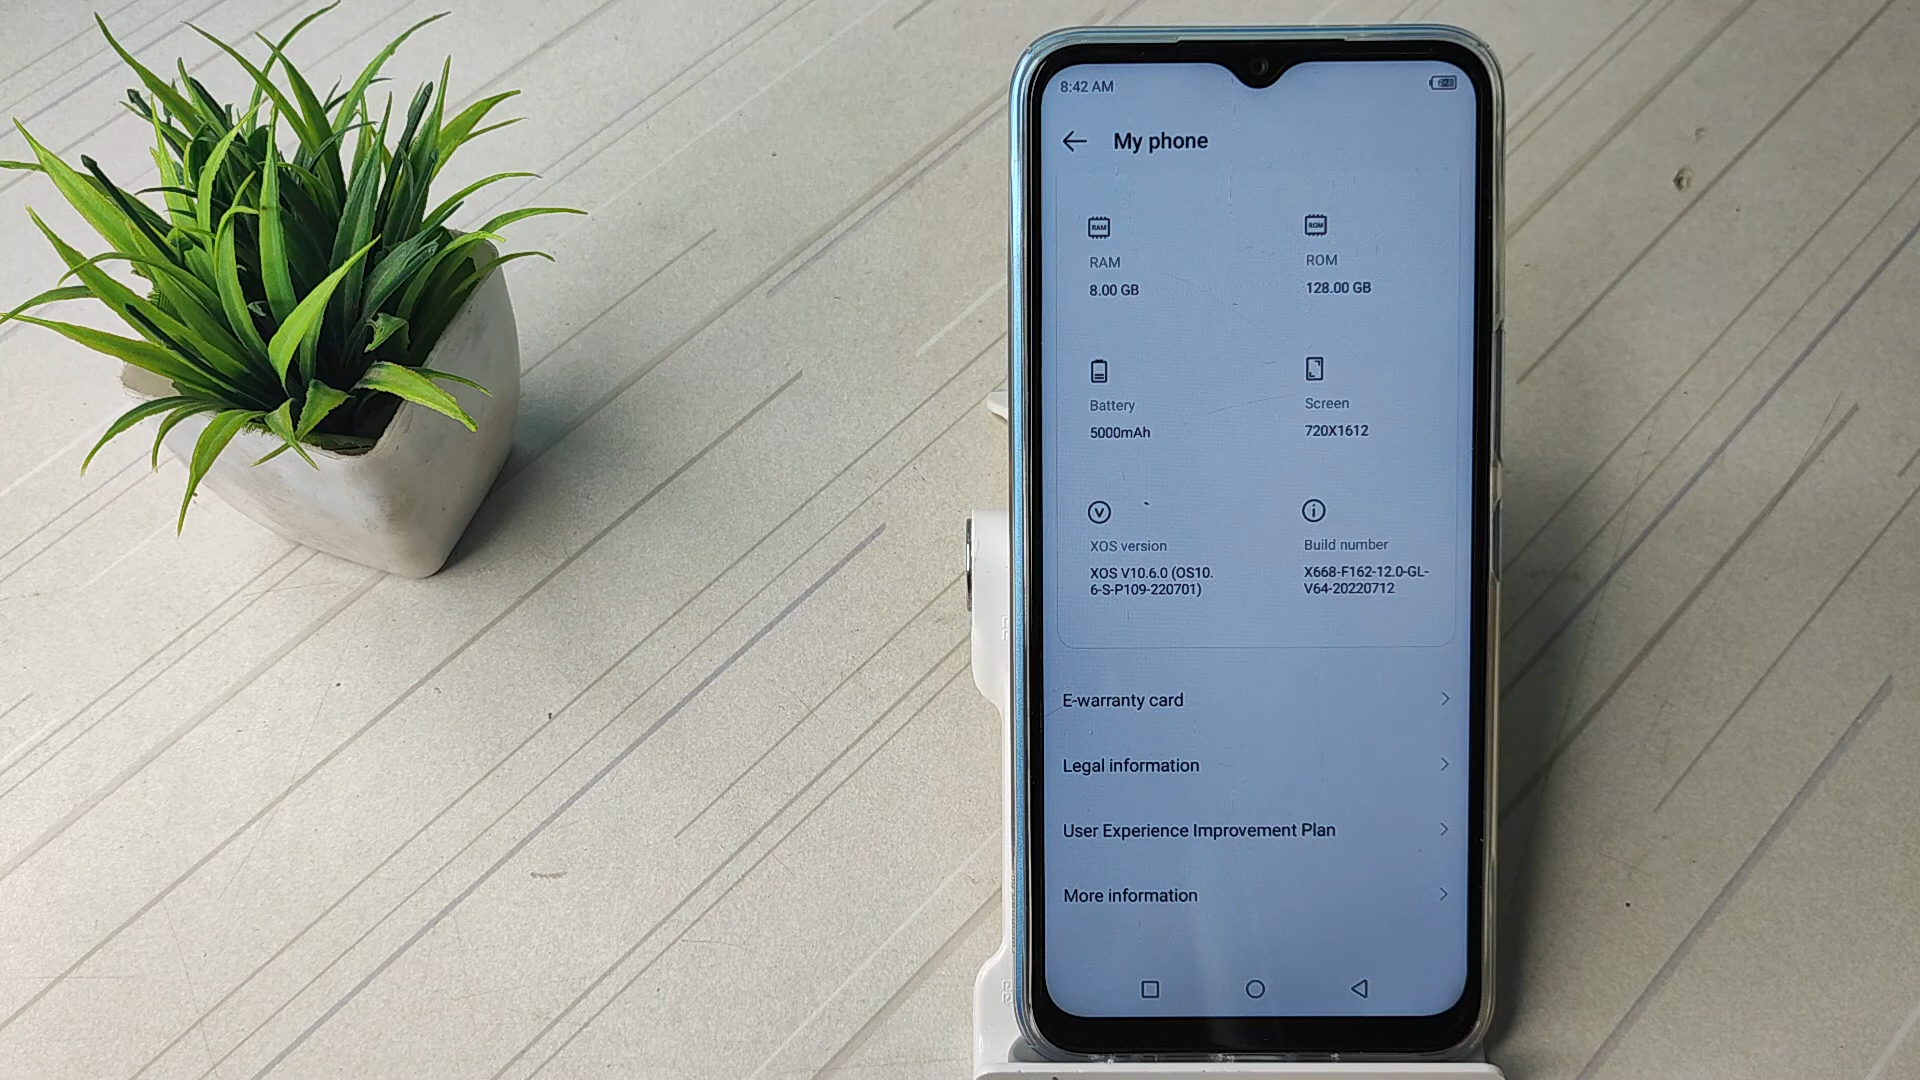 8:42 AM
My phone
RAM
ROM
RAM
ROM
8.00 GB
128.00 GB
Battery
Screen
5000mAh
720X1612
XOS version
Build number
XOS V10.6.0 (OS10.
6-S-P109-220701)
X668-F162-12.0-GL-
V64-20220712
E-warranty card
Legal information
User Experience Improvement Plan
More information